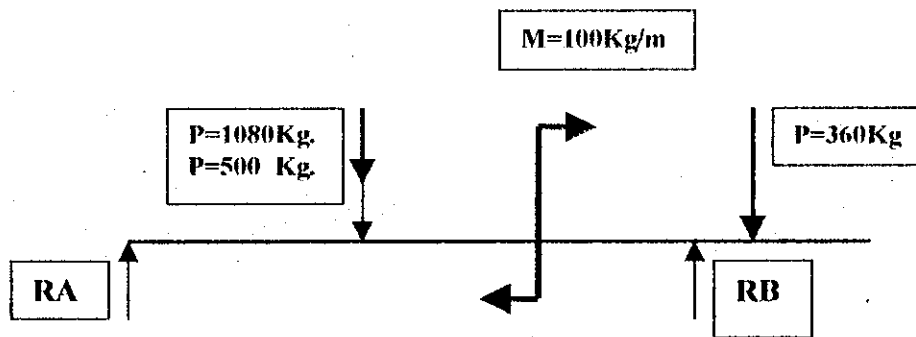 M=100Kg/m
P=1080Kg.
P=500 Kg.
P=360Kg
RA
RB